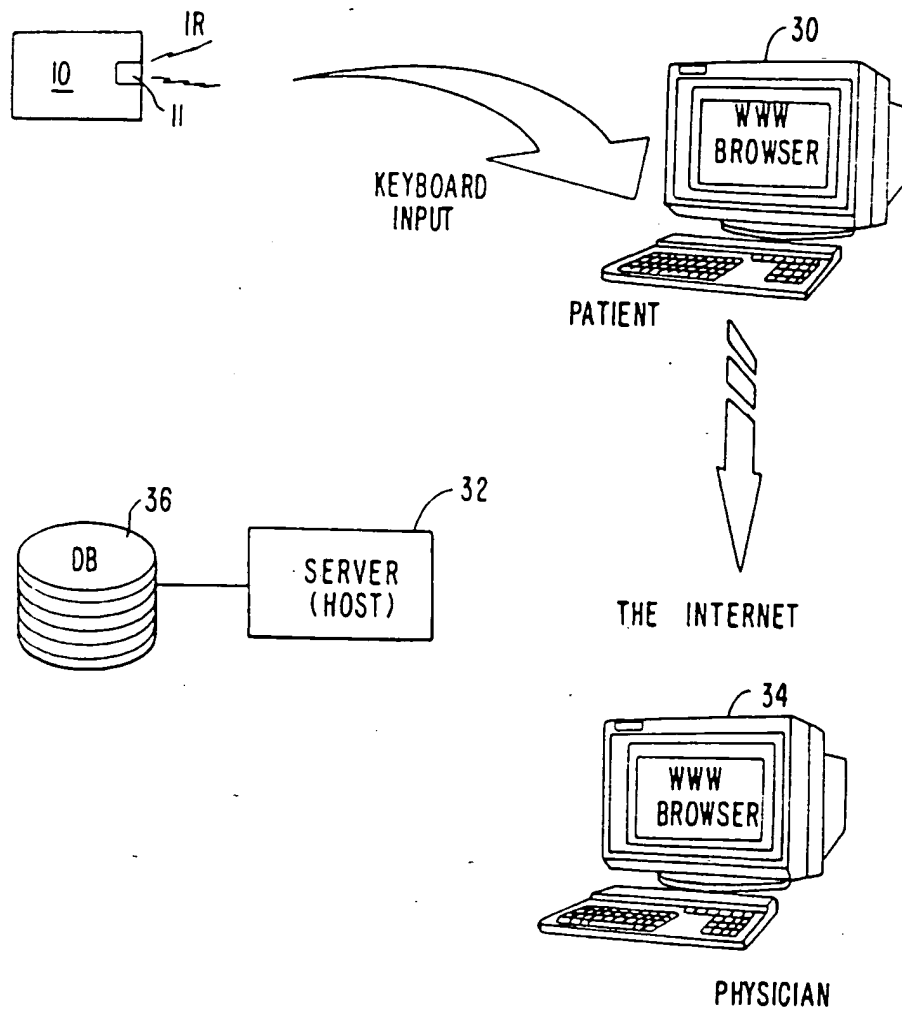 IR
10
11
30
WWW
BROWSER
KEYBOARD
INPUT
PATIENT
36
DB
32
SERVER
(HOST)
THE INTERNET
34
WWW
BROWSER
PHYSICIAN